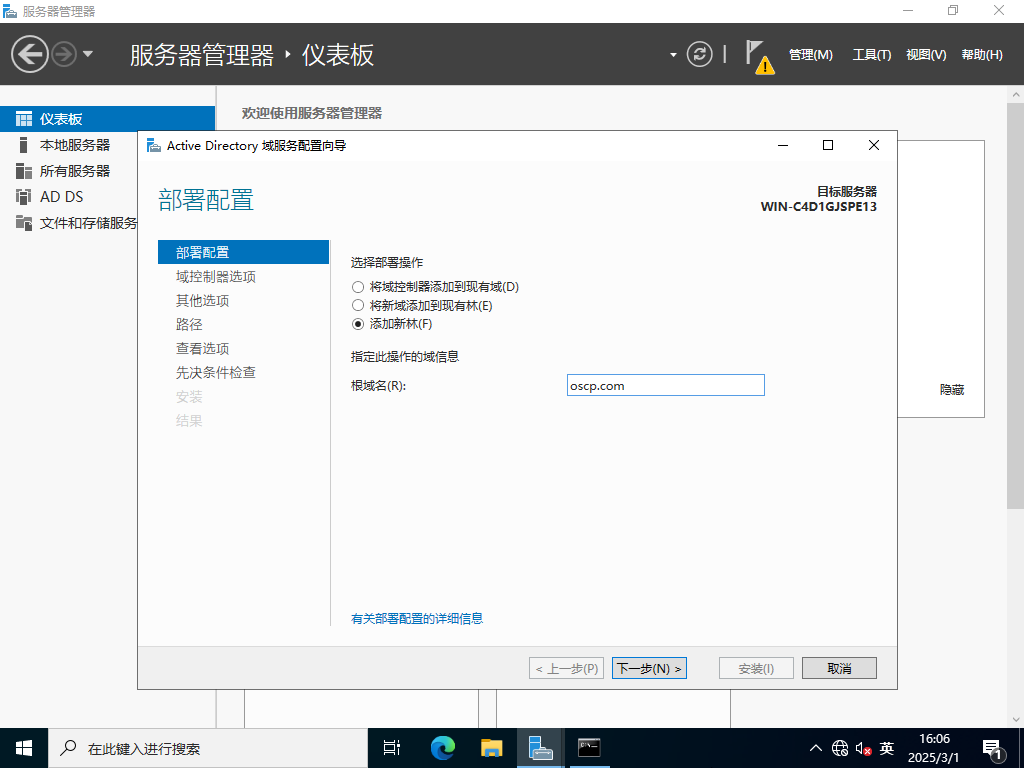 服务器管理器
服务器管理器 ‣ 仪表板
管理(M) 工具(T) 视图(V) 帮助(H)
仪表板
本地服务器
所有服务器
AD DS
文件和存储服务
欢迎使用服务器管理器
Active Directory 域服务配置向导
部署配置
目标服务器
WIN-C4D1GJSPE13
部署配置
域控制器选项
其他选项
路径
查看选项
先决条件检查
安装
结果
选择部署操作
将域控制器添加到现有域(D)
将新域添加到现有林(E)
添加新林(F)
指定此操作的域信息
根域名(R):
oscp.com
有关部署配置的详细信息
< 上一步(P) 下一步(N) > 安装(I) 取消
隐藏
在此键入进行搜索
英
16:06
2025/3/1
1